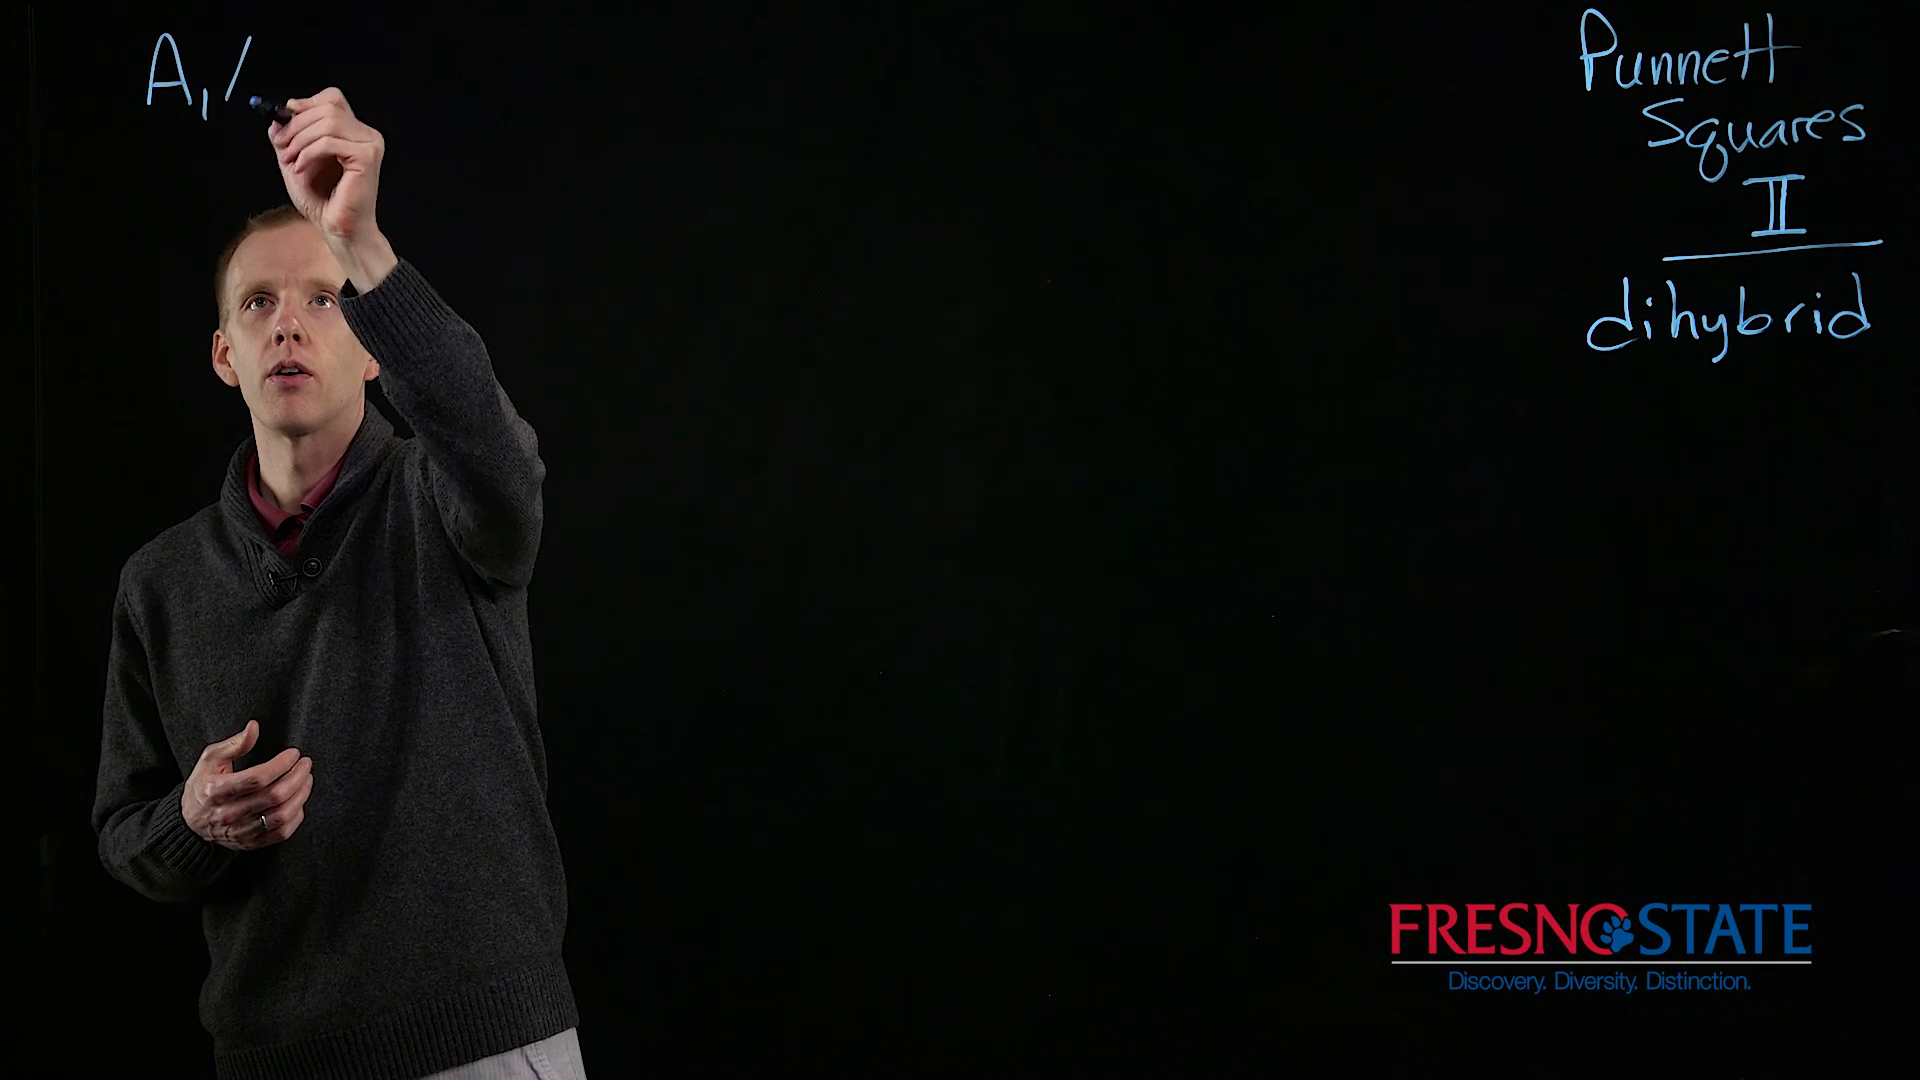 A₁/
Punnett
Squares
II
dihybrid
FRESNO STATE
Discovery. Diversity. Distinction.